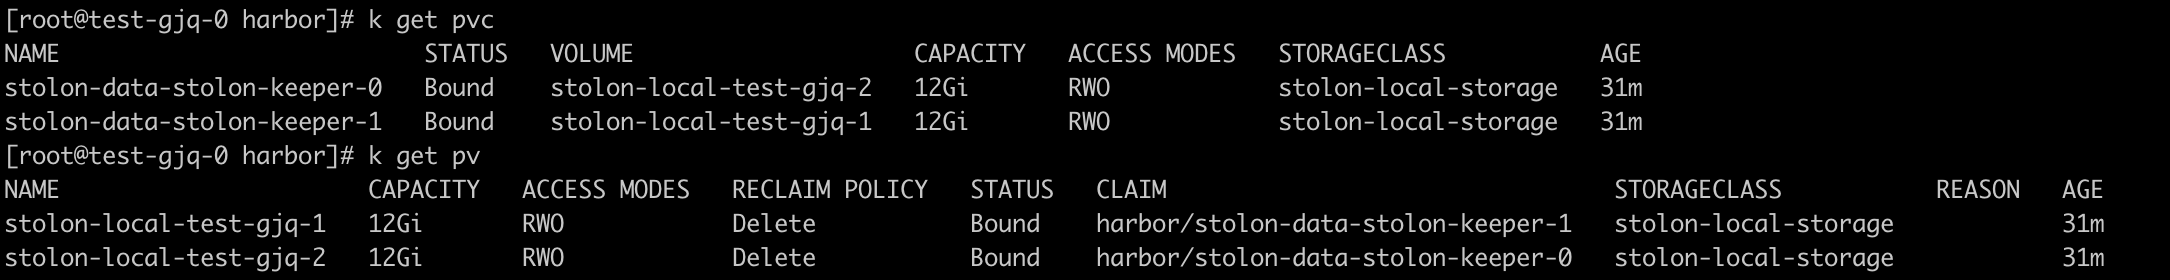 [root@test-gjq-0 harbor]# k get pvc
NAME                          STATUS   VOLUME                    CAPACITY   ACCESS MODES   STORAGECLASS           AGE
stolon-data-stolon-keeper-0   Bound    stolon-local-test-gjq-2   12Gi       RWO            stolon-local-storage   31m
stolon-data-stolon-keeper-1   Bound    stolon-local-test-gjq-1   12Gi       RWO            stolon-local-storage   31m
[root@test-gjq-0 harbor]# k get pv
NAME                      CAPACITY   ACCESS MODES   RECLAIM POLICY   STATUS   CLAIM                                STORAGECLASS           REASON   AGE
stolon-local-test-gjq-1   12Gi       RWO            Delete           Bound    harbor/stolon-data-stolon-keeper-1   stolon-local-storage            31m
stolon-local-test-gjq-2   12Gi       RWO            Delete           Bound    harbor/stolon-data-stolon-keeper-0   stolon-local-storage            31m